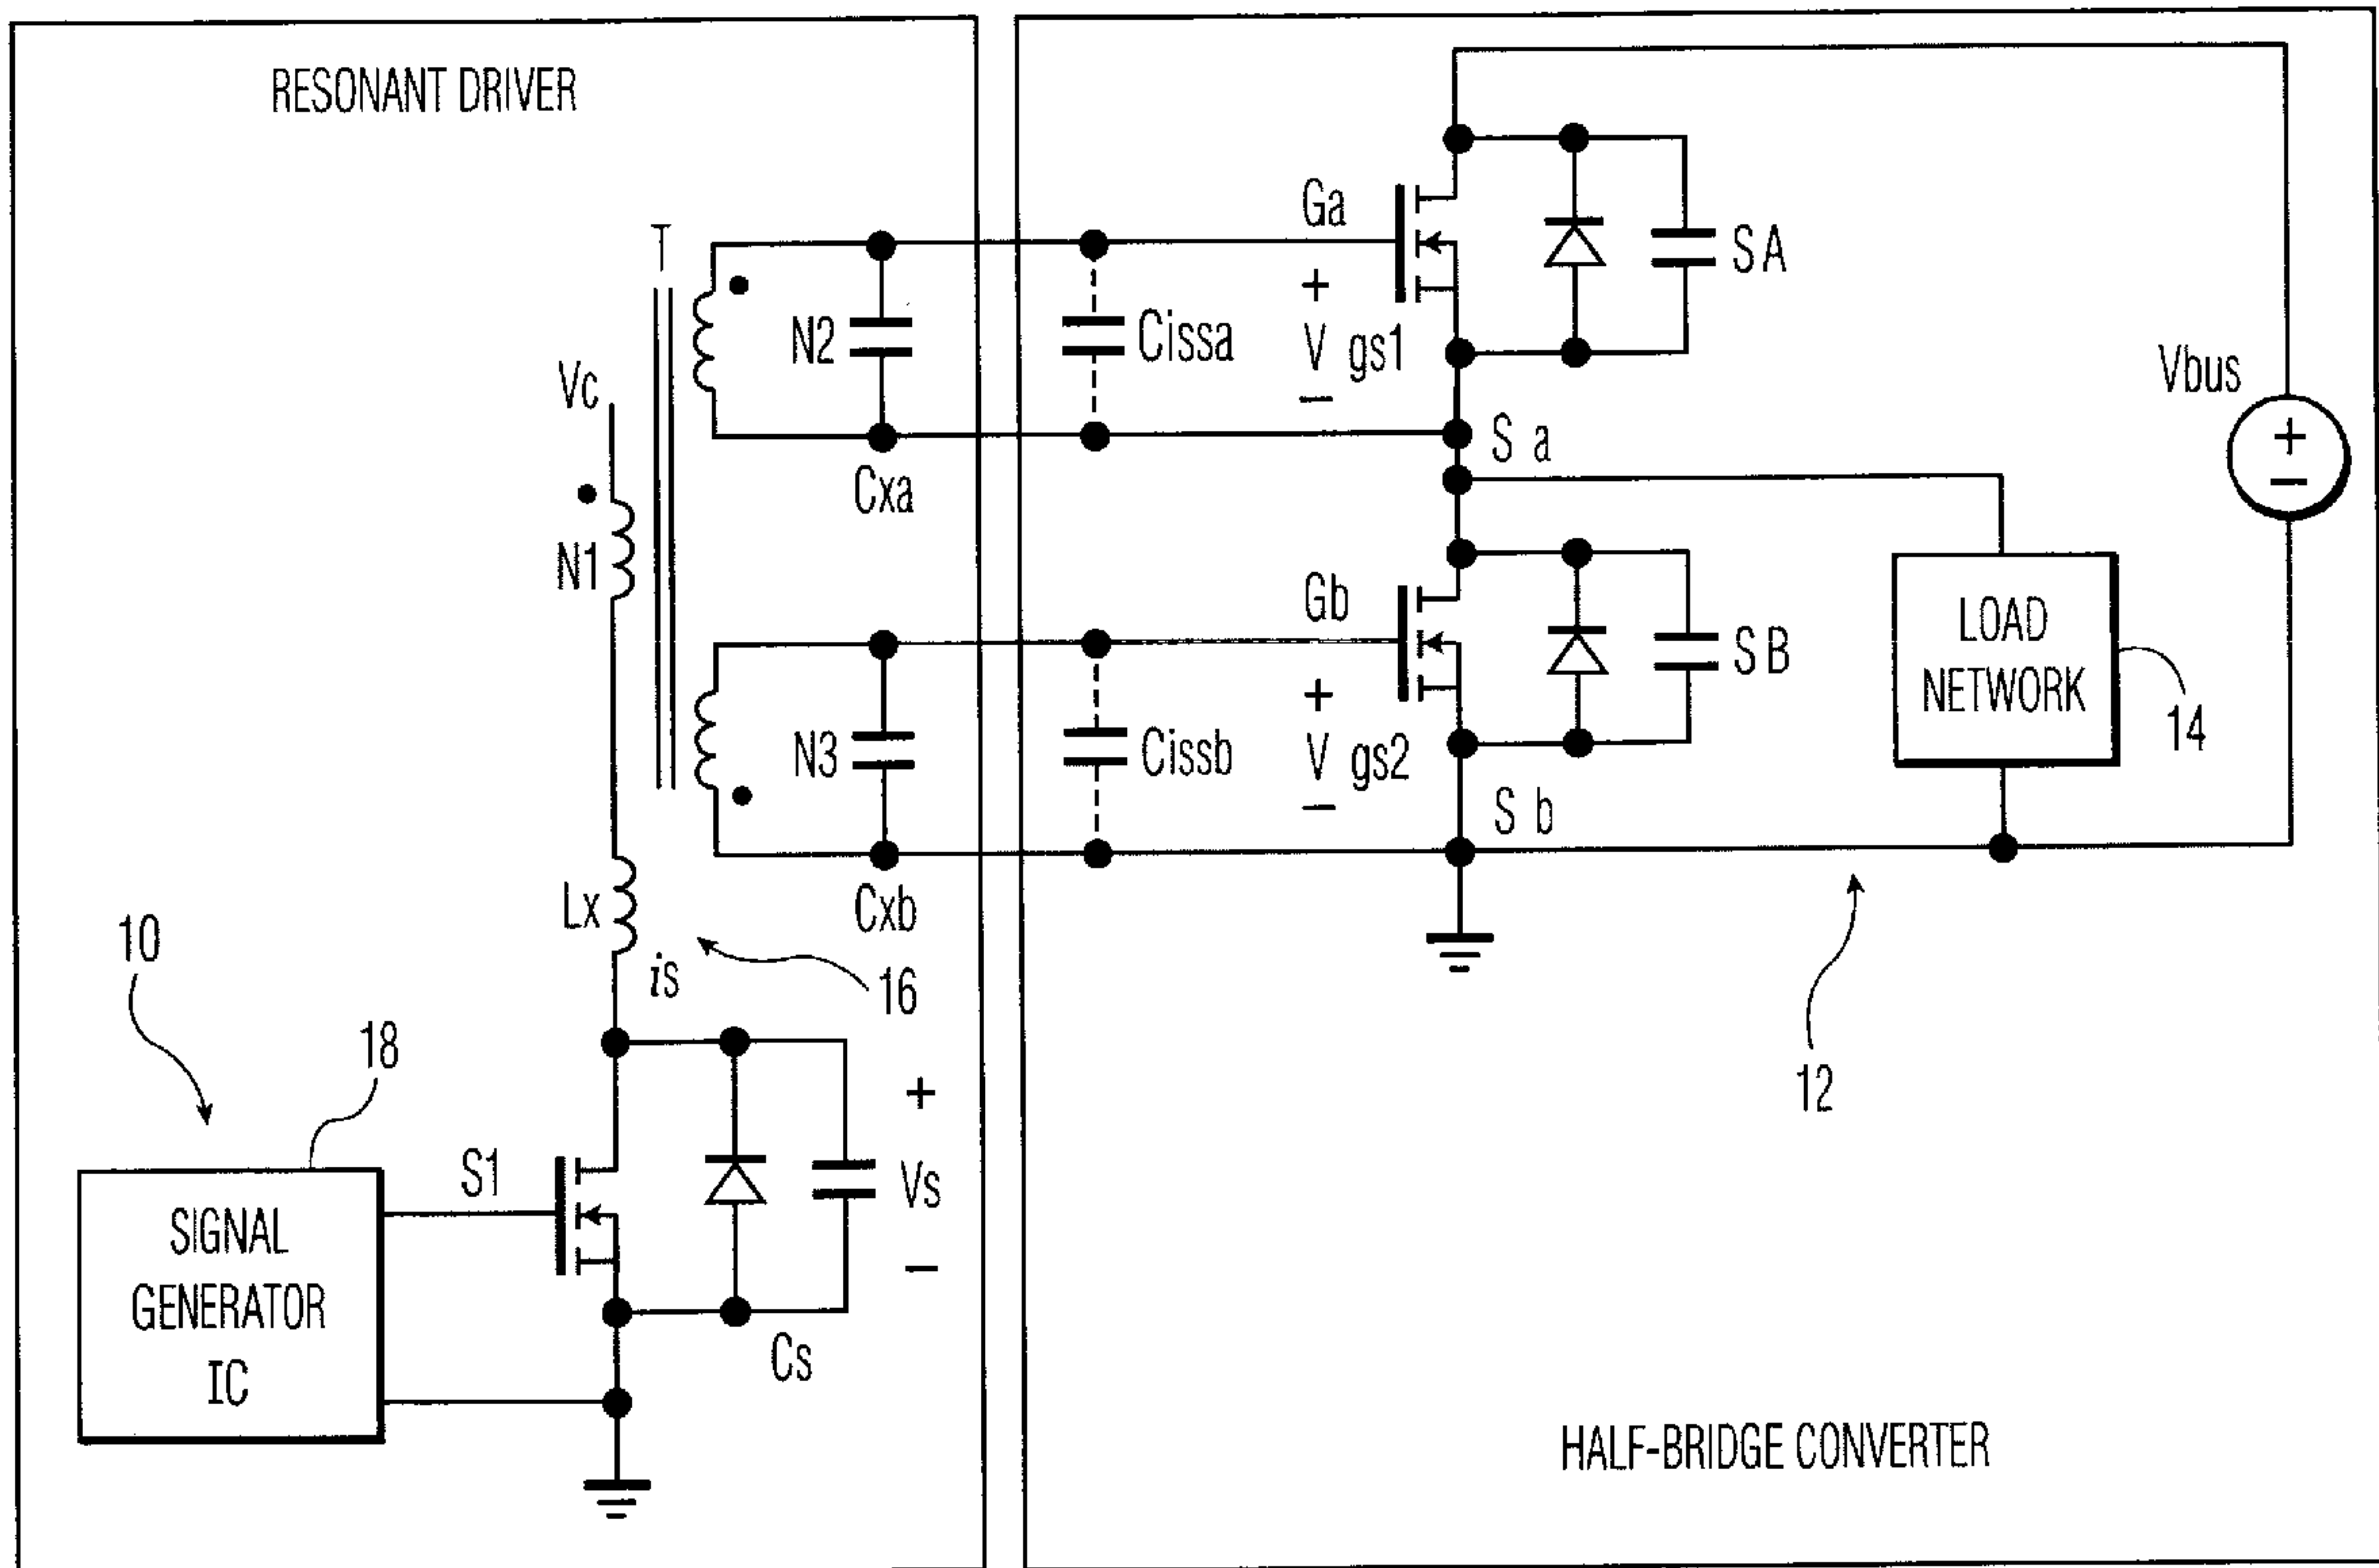 RESONANT DRIVER
T
Vc
N1
N2
Cxa
Cissa
Ga
+
V gs1
−
S a
SA
Vbus
+
−
N3
Cxb
Cissb
Gb
+
V gs2
−
S b
SB
LOAD
NETWORK
14
Lx
is
16
10
18
S1
SIGNAL
GENERATOR
IC
+
Vs
−
Cs
12
HALF-BRIDGE CONVERTER